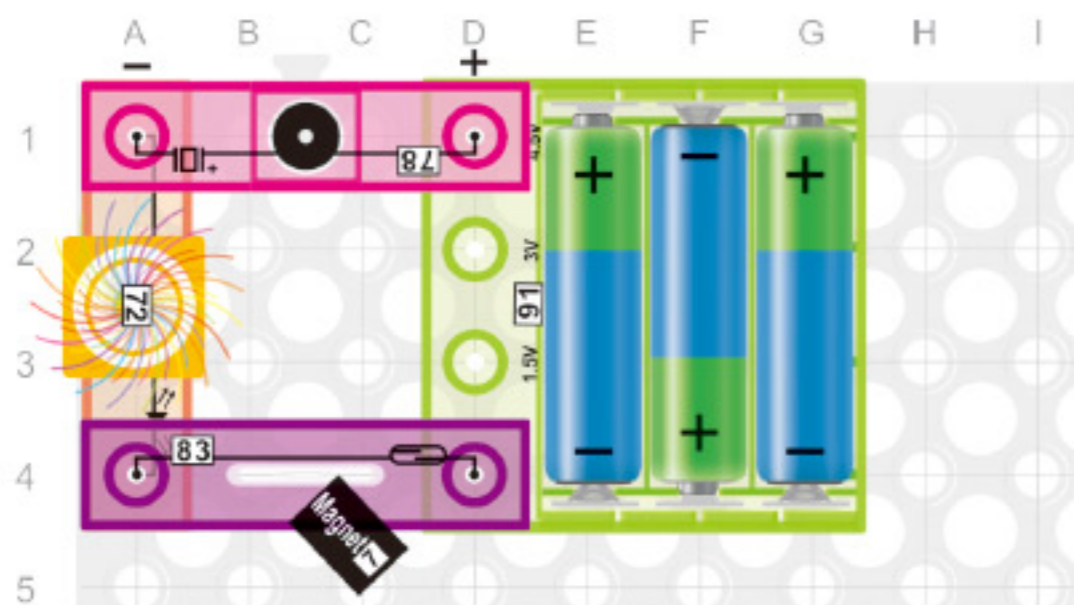 A B C D E F G H I
− +
1
78
+
4.5V
+ − +
2
3V
72
91
3
1.5V
83
− + −
4
Magnet 7
5